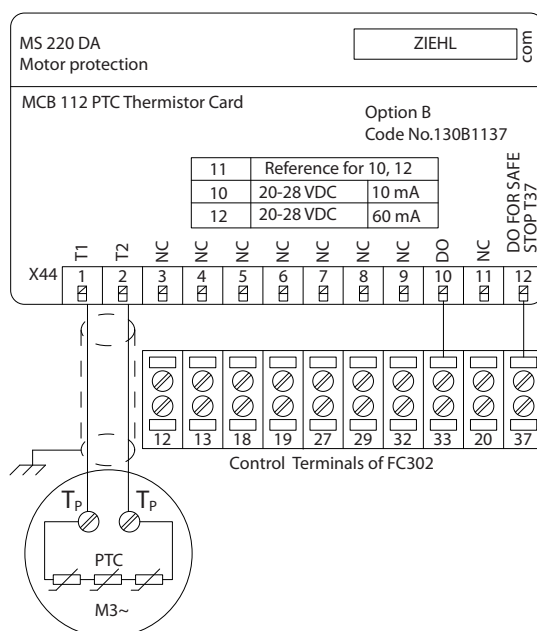 MS 220 DA
Motor protection
ZIEHL
com
MCB 112 PTC Thermistor Card
Option B
Code No.130B1137
11 Reference for 10, 12
10 20-28 VDC 10 mA
12 20-28 VDC 60 mA
T1 T2 NC NC NC NC NC NC NC DO NC DO FOR SAFE
STOP T37
X44 1 2 3 4 5 6 7 8 9 10 11 12
12 13 18 19 27 29 32 33 20 37
Control Terminals of FC302
TP TP
PTC
M3~